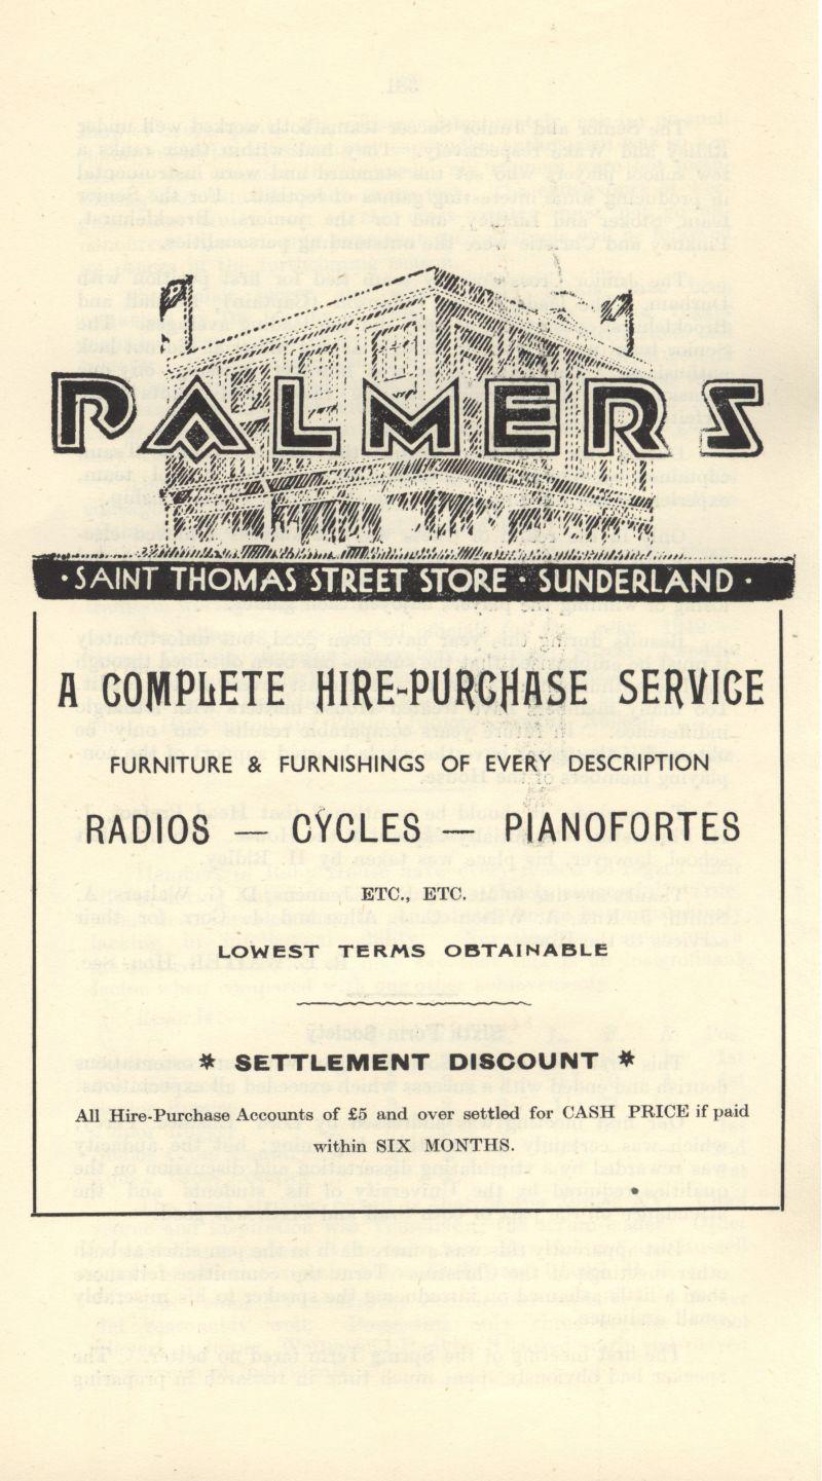 PALMERS
· SAINT THOMAS STREET STORE · SUNDERLAND ·
A COMPLETE HIRE-PURCHASE SERVICE
FURNITURE & FURNISHINGS OF EVERY DESCRIPTION
RADIOS — CYCLES — PIANOFORTES
ETC., ETC.
LOWEST TERMS OBTAINABLE
* SETTLEMENT DISCOUNT *
All Hire-Purchase Accounts of £5 and over settled for CASH PRICE if paid
within SIX MONTHS.